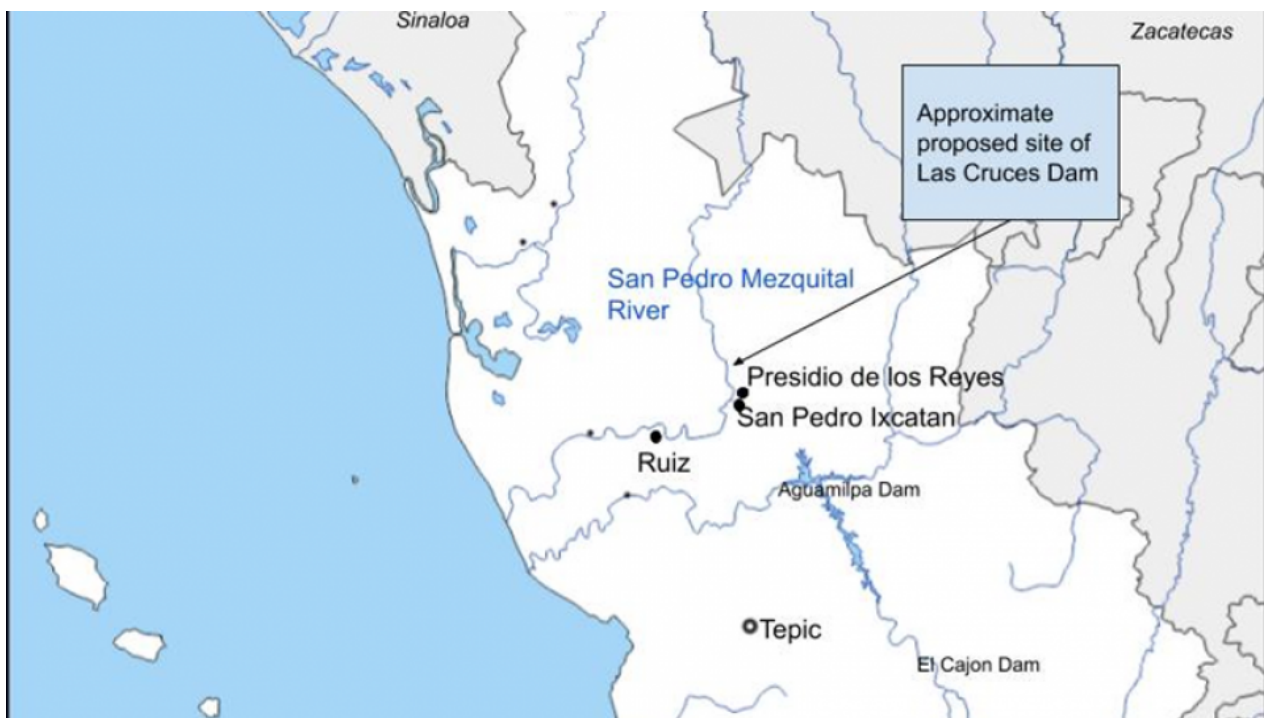 Sinaloa
Zacatecas
Approximate
proposed site of
Las Cruces Dam
San Pedro Mezquital
River
Presidio de los Reyes
San Pedro Ixcatan
Ruiz
Aguamilpa Dam
Tepic
El Cajon Dam